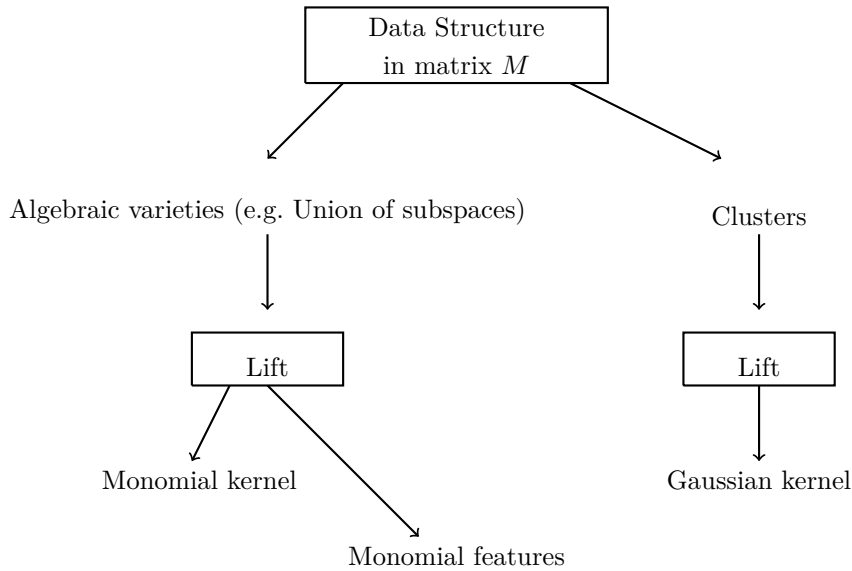 Data Structure
in matrix M
Algebraic varieties (e.g. Union of subspaces)
Clusters
Lift
Lift
Monomial kernel
Gaussian kernel
Monomial features